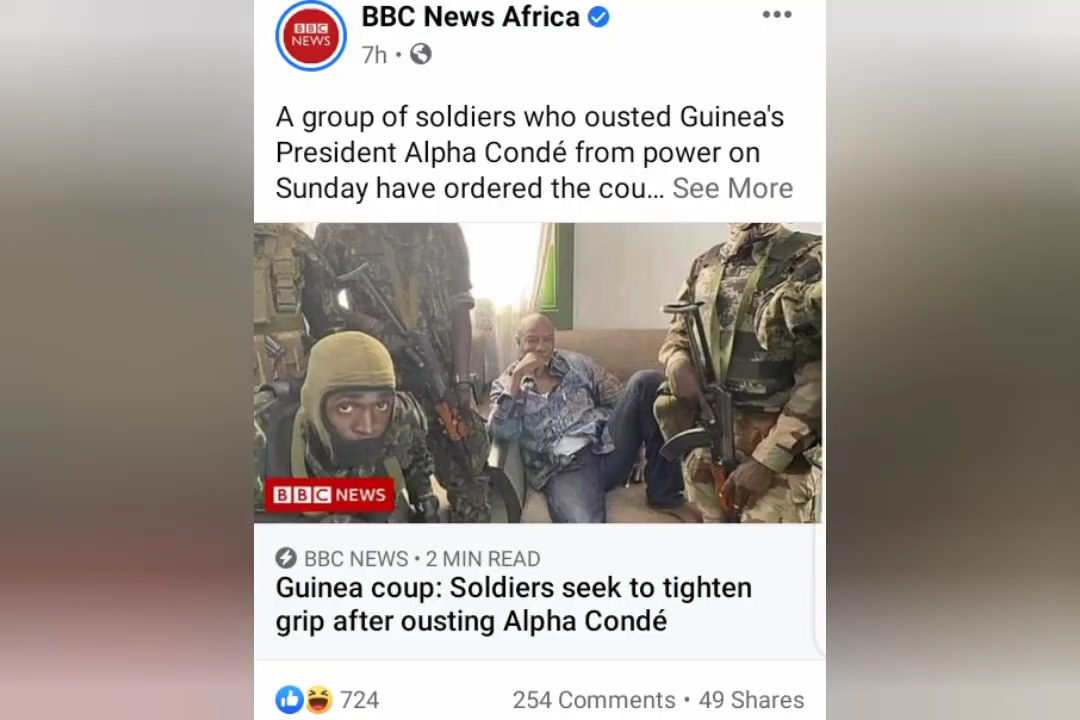 BBC
NEWS
BBC News Africa
7h •
A group of soldiers who ousted Guinea's
President Alpha Condé from power on
Sunday have ordered the cou... See More
BBC NEWS
BBC NEWS • 2 MIN READ
Guinea coup: Soldiers seek to tighten
grip after ousting Alpha Condé
724
254 Comments • 49 Shares